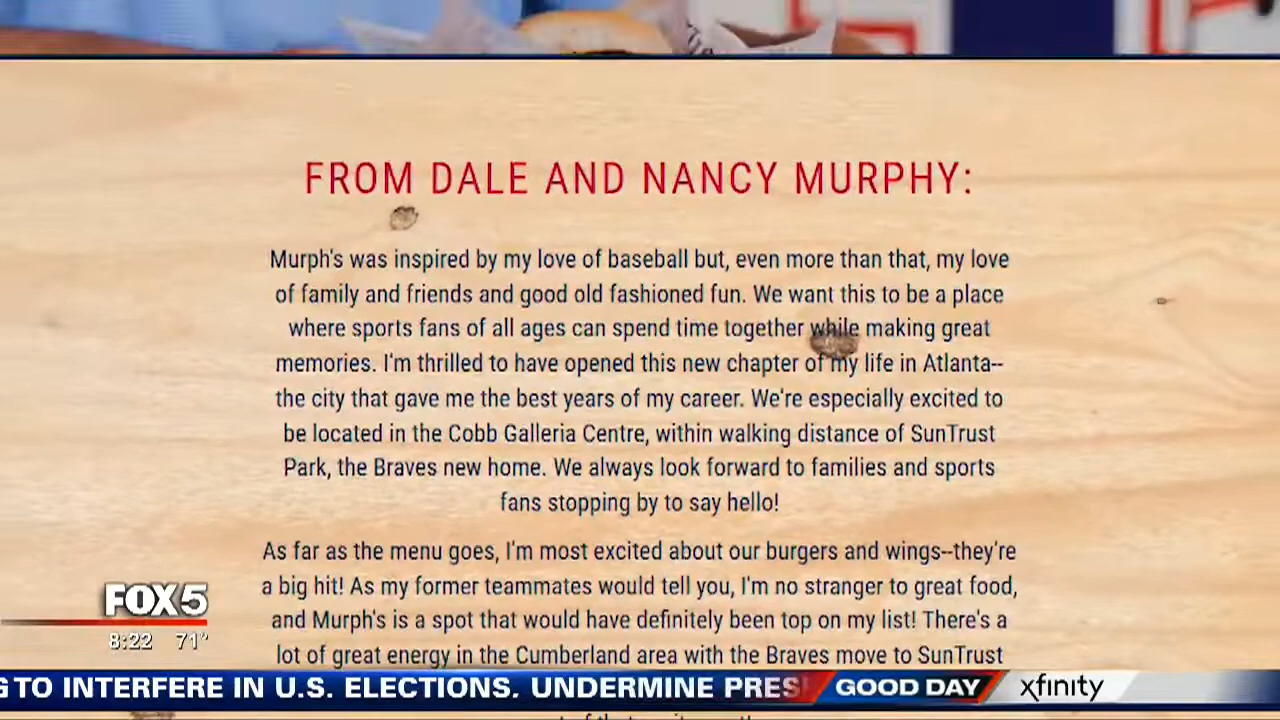 FROM DALE AND NANCY MURPHY:
Murph's was inspired by my love of baseball but, even more than that, my love
of family and friends and good old fashioned fun. We want this to be a place
where sports fans of all ages can spend time together while making great
memories. I'm thrilled to have opened this new chapter of my life in Atlanta--
the city that gave me the best years of my career. We're especially excited to
be located in the Cobb Galleria Centre, within walking distance of SunTrust
Park, the Braves new home. We always look forward to families and sports
fans stopping by to say hello!
As far as the menu goes, I'm most excited about our burgers and wings--they're
a big hit! As my former teammates would tell you, I'm no stranger to great food,
and Murph's is a spot that would have definitely been top on my list! There's a
lot of great energy in the Cumberland area with the Braves move to SunTrust
FOX 5
8:22 71°
TO INTERFERE IN U.S. ELECTIONS. UNDERMINE
GOOD DAY
xfinity